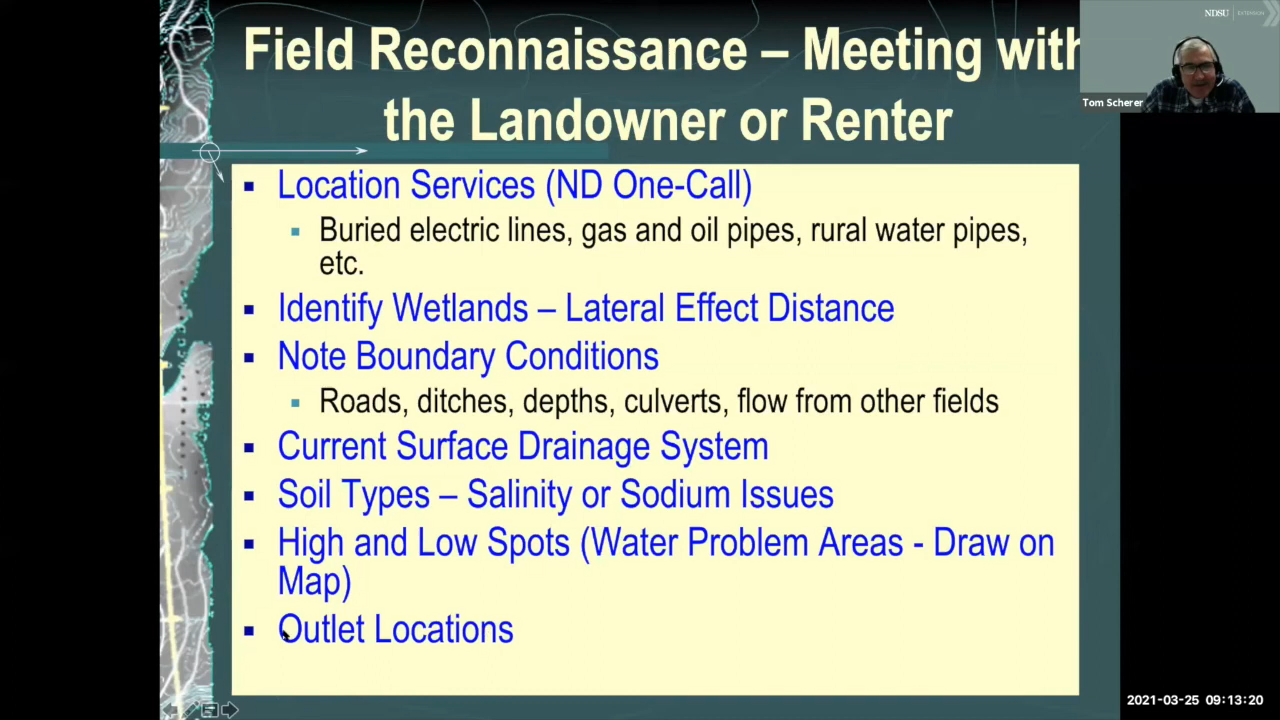 Field Reconnaissance – Meeting with
the Landowner or Renter
NDSU EXTENSION
Tom Scherer
▪ Location Services (ND One-Call)
▪ Buried electric lines, gas and oil pipes, rural water pipes,
etc.
▪ Identify Wetlands – Lateral Effect Distance
▪ Note Boundary Conditions
▪ Roads, ditches, depths, culverts, flow from other fields
▪ Current Surface Drainage System
▪ Soil Types – Salinity or Sodium Issues
▪ High and Low Spots (Water Problem Areas - Draw on
Map)
▪ Outlet Locations
2021-03-25 09:13:20